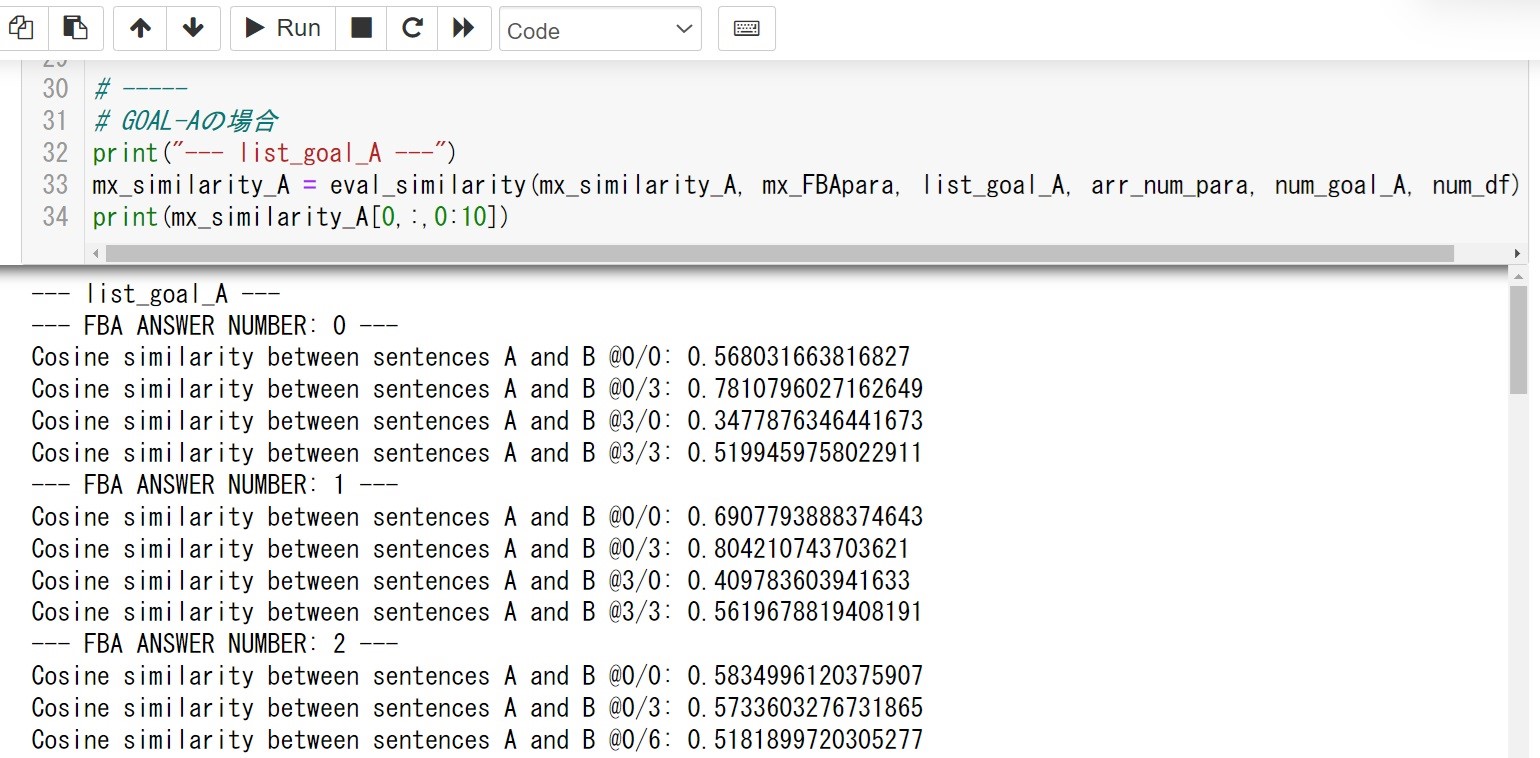 Run
Code
29
30 # -----
31 # GOAL-Aの場合
32 print("--- list_goal_A ---")
33 mx_similarity_A = eval_similarity(mx_similarity_A, mx_FBApara, list_goal_A, arr_num_para, num_goal_A, num_df)
34 print(mx_similarity_A[0,:,0:10])
--- list_goal_A ---
--- FBA ANSWER NUMBER: 0 ---
Cosine similarity between sentences A and B @0/0: 0.568031663816827
Cosine similarity between sentences A and B @0/3: 0.7810796027162649
Cosine similarity between sentences A and B @3/0: 0.3477876346441673
Cosine similarity between sentences A and B @3/3: 0.5199459758022911
--- FBA ANSWER NUMBER: 1 ---
Cosine similarity between sentences A and B @0/0: 0.6907793888374643
Cosine similarity between sentences A and B @0/3: 0.804210743703621
Cosine similarity between sentences A and B @3/0: 0.409783603941633
Cosine similarity between sentences A and B @3/3: 0.5619678819408191
--- FBA ANSWER NUMBER: 2 ---
Cosine similarity between sentences A and B @0/0: 0.5834996120375907
Cosine similarity between sentences A and B @0/3: 0.5733603276731865
Cosine similarity between sentences A and B @0/6: 0.5181899720305277